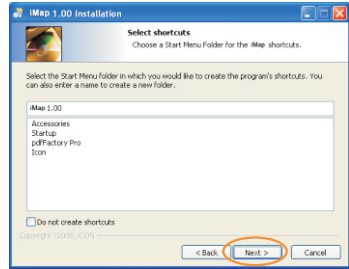 iMap 1.00 Installation
Select shortcuts
Choose a Start Menu Folder for the iMap shortcuts.
Select the Start Menu folder in which you would like to create the program's shortcuts. You
can also enter a name to create a new folder.
iMap 1.00
Accessories
Startup
pdfFactory Pro
Icon
Do not create shortcuts
Copyright ?2008, iCON
< Back
Next >
Cancel